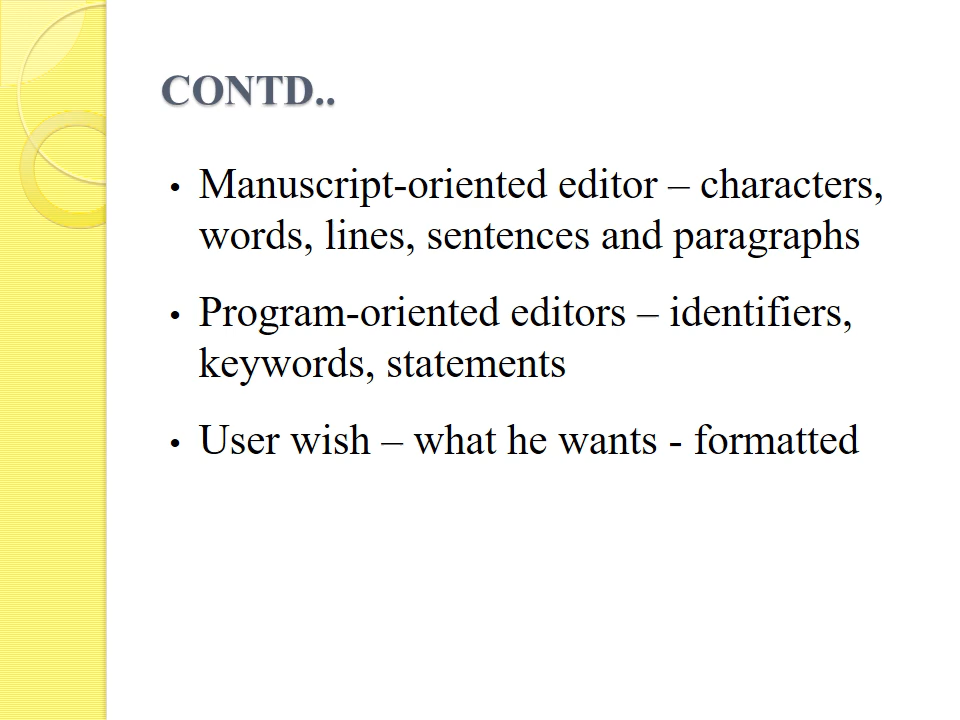 CONTD..
• Manuscript-oriented editor – characters,
words, lines, sentences and paragraphs
• Program-oriented editors – identifiers,
keywords, statements
• User wish – what he wants - formatted